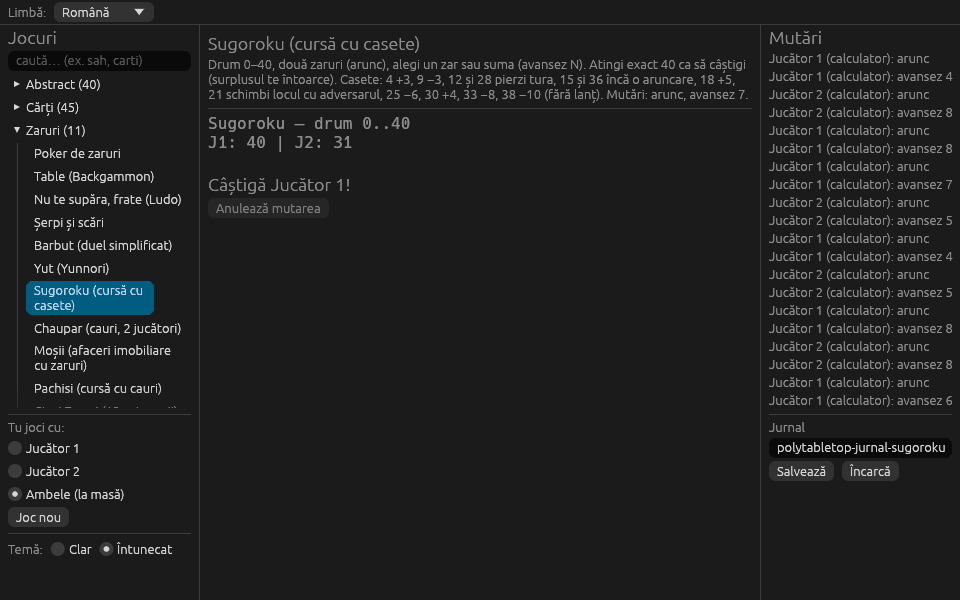 Limbă:
Română
Jocuri
caută... (ex. sah, carti)
Abstract (40)
Cărți (45)
Zaruri (11)
Poker de zaruri
Table (Backgammon)
Nu te supăra, frate (Ludo)
Șerpi și scări
Barbut (duel simplificat)
Yut (Yunnori)
Sugoroku (cursă cu
casete)
Chaupar (cauri, 2 jucători)
Moșii (afaceri imobiliare
cu zaruri)
Pachisi (cursă cu cauri)
Tu joci cu:
Jucător 1
Jucător 2
Ambele (la masă)
Joc nou
Temă:
Clar
Întunecat
Sugoroku (cursă cu casete)
Drum 0–40, două zaruri (arunc), alegi un zar sau suma (avansez N). Atingi exact 40 ca să câștigi
(surplusul te întoarce). Casete: 4 +3, 9 −3, 12 și 28 pierzi tura, 15 și 36 încă o aruncare, 18 +5,
21 schimbi locul cu adversarul, 25 −6, 30 +4, 33 −8, 38 −10 (fără lanț). Mutări: arunc, avansez 7.
Sugoroku — drum 0..40
J1: 40 | J2: 31
Câștigă Jucător 1!
Anulează mutarea
Mutări
Jucător 1 (calculator): arunc
Jucător 1 (calculator): avansez 4
Jucător 2 (calculator): arunc
Jucător 2 (calculator): avansez 8
Jucător 1 (calculator): arunc
Jucător 1 (calculator): avansez 8
Jucător 1 (calculator): arunc
Jucător 1 (calculator): avansez 7
Jucător 2 (calculator): arunc
Jucător 2 (calculator): avansez 5
Jucător 1 (calculator): arunc
Jucător 1 (calculator): avansez 4
Jucător 2 (calculator): arunc
Jucător 2 (calculator): avansez 5
Jucător 1 (calculator): arunc
Jucător 1 (calculator): avansez 8
Jucător 2 (calculator): arunc
Jucător 2 (calculator): avansez 8
Jucător 1 (calculator): arunc
Jucător 1 (calculator): avansez 6
Jurnal
polytabletop-jurnal-sugoroku
Salvează
Încarcă